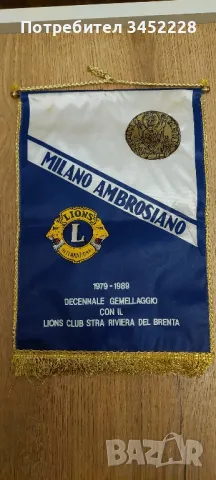 Потребител 3452228
MILANO AMBROSIANO
LIONS
L
INTERNATIONAL
1979 - 1989
DECENNALE GEMELLAGGIO
CON IL
LIONS CLUB STRA RIVIERA DEL BRENTA
BAZAR.BG